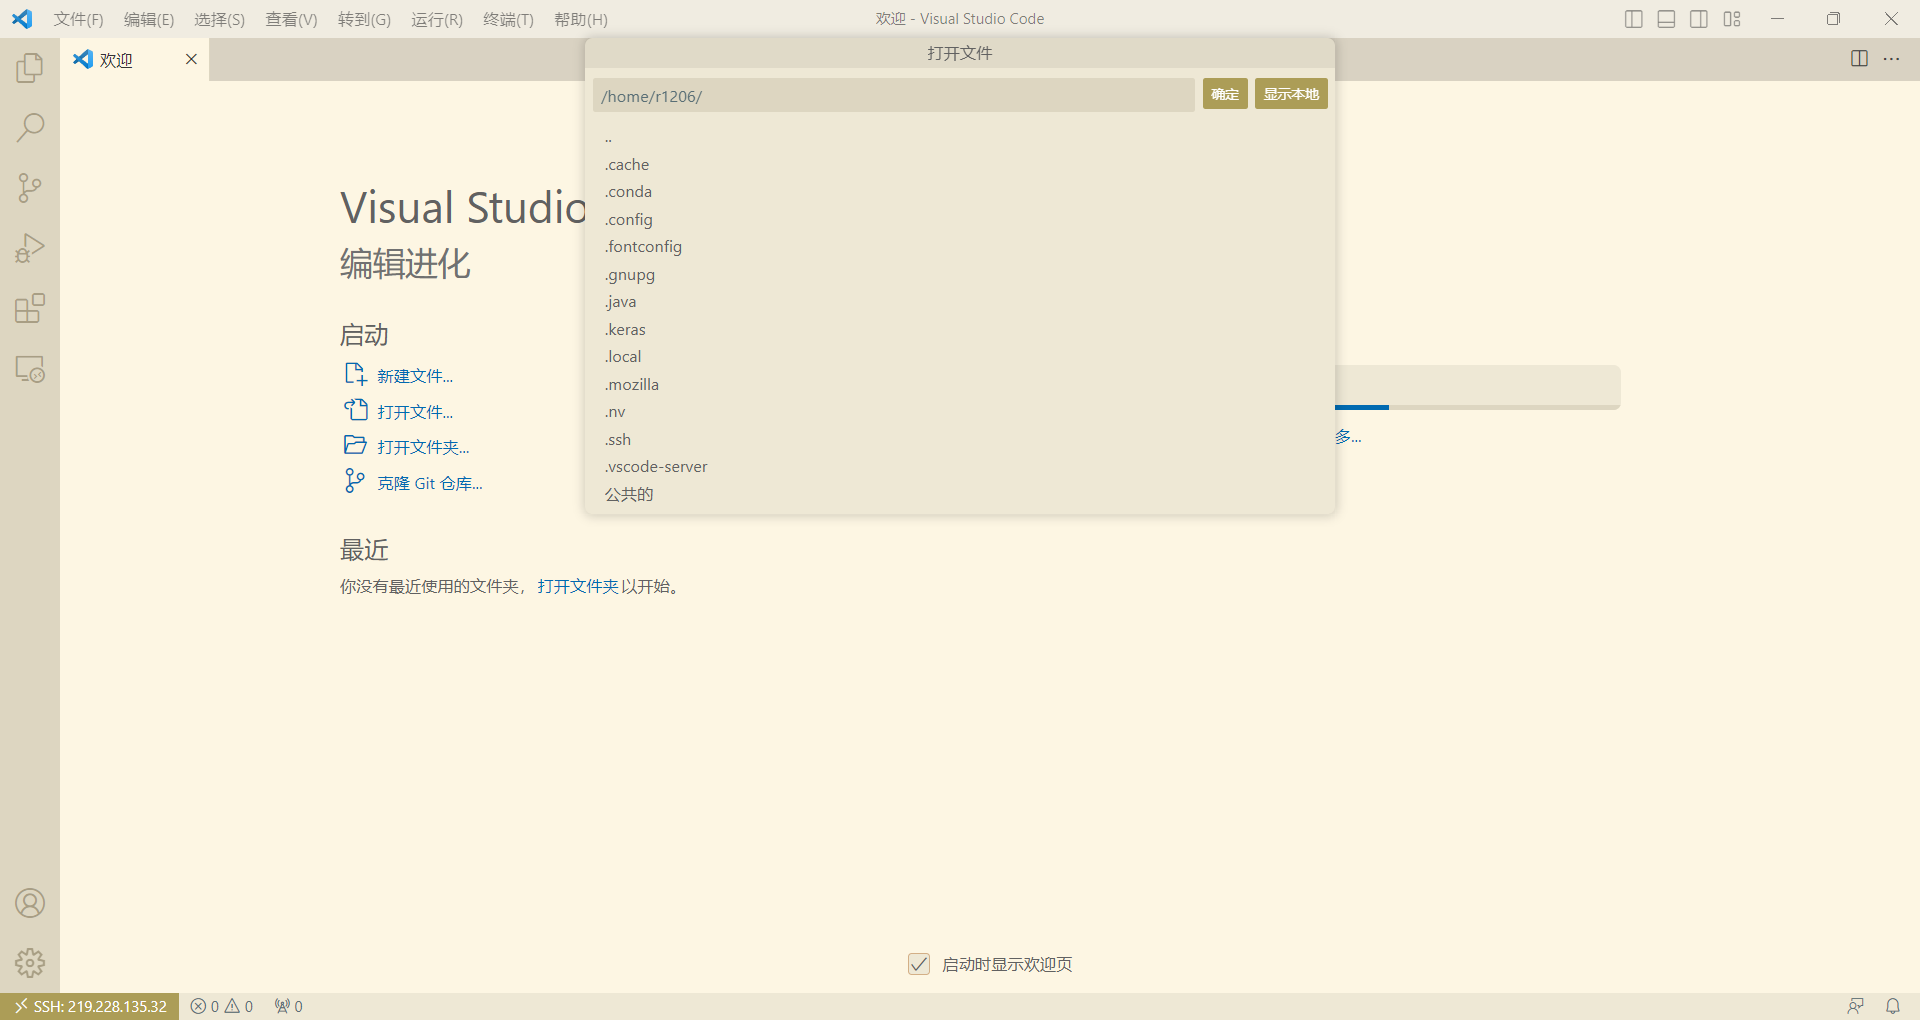 文件(F) 编辑(E) 选择(S) 查看(V) 转到(G) 运行(R) 终端(T) 帮助(H) 欢迎 - Visual Studio Code
欢迎
打开文件
/home/r1206/ 确定 显示本地
..
.cache
.conda
.config
.fontconfig
.gnupg
.java
.keras
.local
.mozilla
.nv
.ssh
.vscode-server
公共的
Visual Studio
编辑进化
启动
新建文件...
打开文件...
打开文件夹...
克隆 Git 仓库...
多...
最近
你没有最近使用的文件夹，打开文件夹以开始。
启动时显示欢迎页
SSH: 219.228.135.32 0 0 0